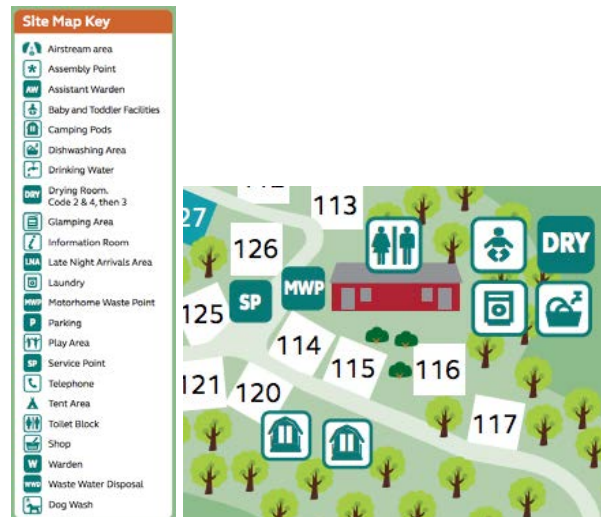 Site Map Key
Airstream area
Assembly Point
AW Assistant Warden
Baby and Toddler Facilities
Camping Pods
Dishwashing Area
Drinking Water
DRY Drying Room.
Code 2 & 4, then 3
Glamping Area
i Information Room
LNA Late Night Arrivals Area
Laundry
MWP Motorhome Waste Point
P Parking
Play Area
SP Service Point
Telephone
Tent Area
Toilet Block
Shop
W Warden
WWD Waste Water Disposal
Dog Wash
113
27
126
DRY
MWP
SP
125
114
115
116
121
120
117